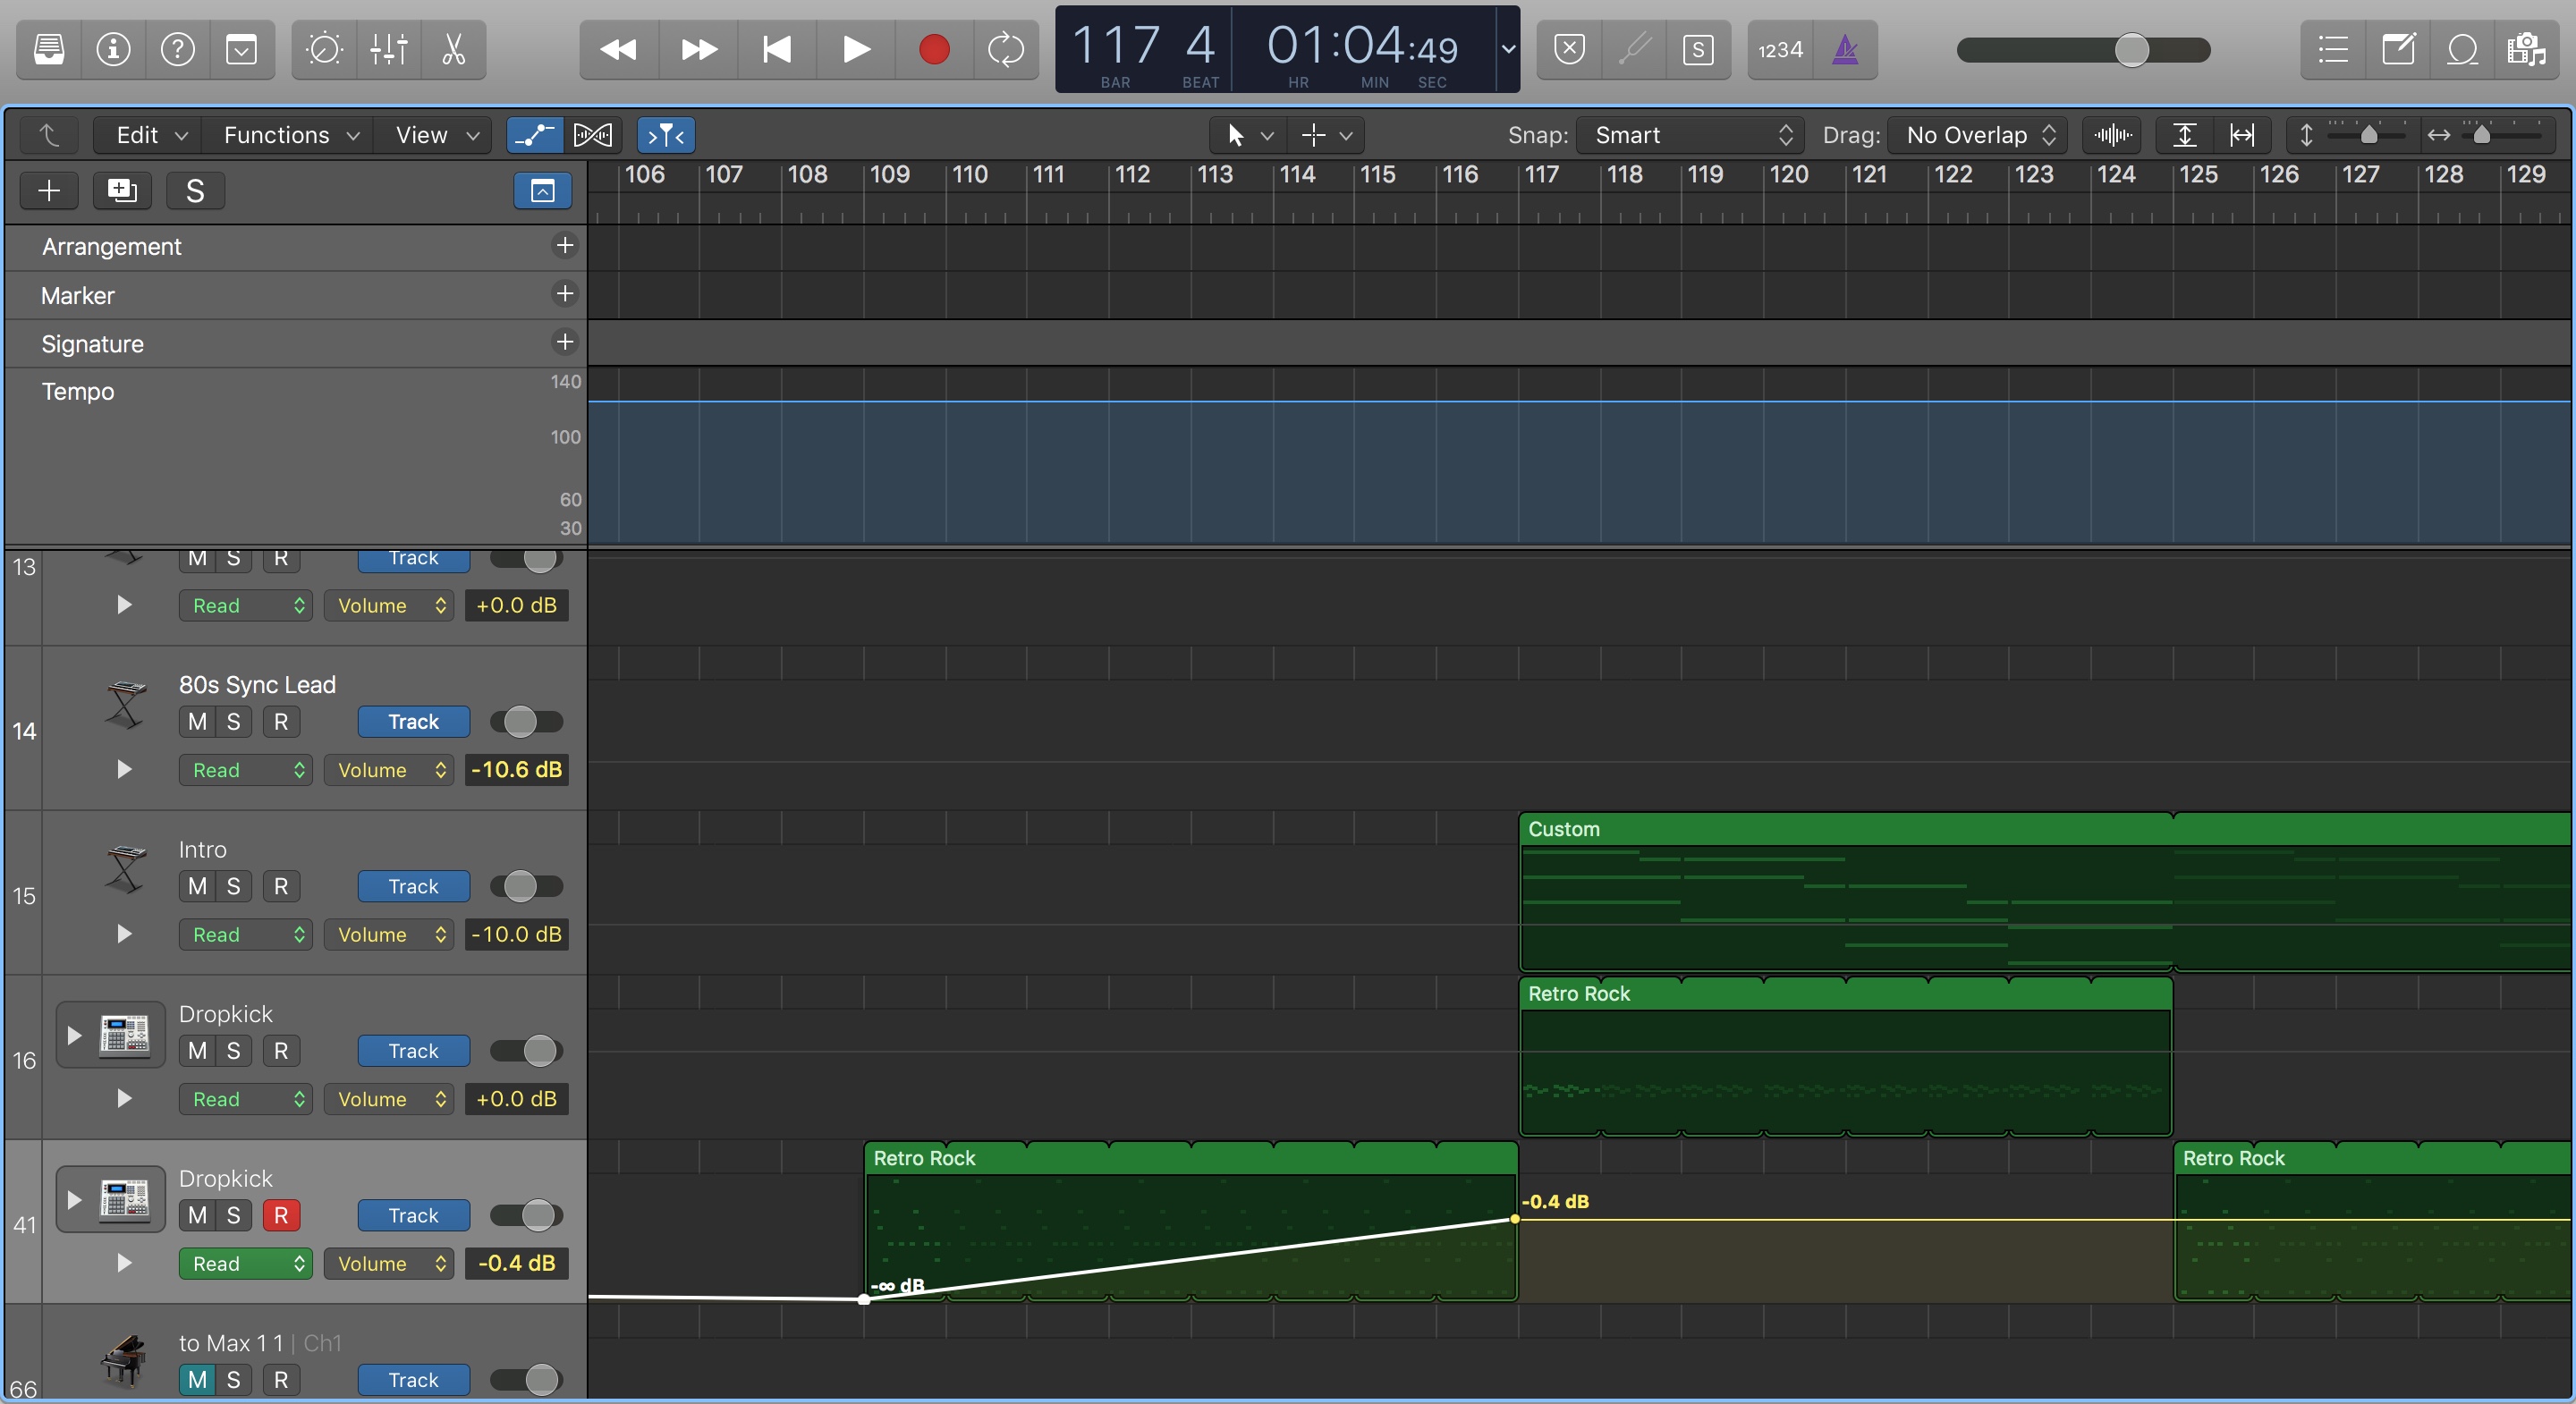 117 4 01:04:49
BAR BEAT HR MIN SEC
S 1234
Edit Functions View Snap: Smart Drag: No Overlap
S 106 107 108 109 110 111 112 113 114 115 116 117 118 119 120 121 122 123 124 125 126 127 128 129
Arrangement
Marker
Signature
Tempo 140
100
60
30
13 M S R Track
Read Volume +0.0 dB
80s Sync Lead
14 M S R Track
Read Volume -10.6 dB
Custom
Intro
15 M S R Track
Read Volume -10.0 dB
Retro Rock
Dropkick
16 M S R Track
Read Volume +0.0 dB
Retro Rock Retro Rock
Dropkick
-0.4 dB
41 M S R Track
Read Volume -0.4 dB
-∞ dB
to Max 1 1 | Ch1
66 M S R Track